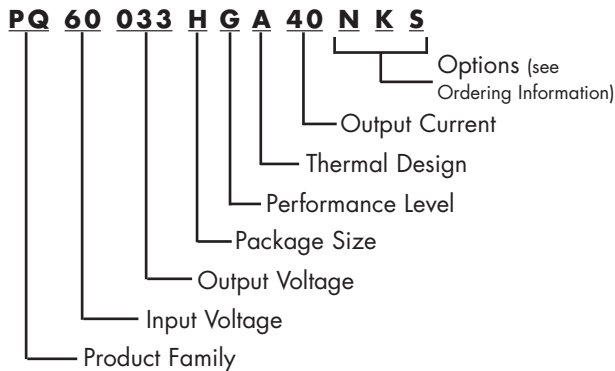 PQ 60 033 H G A 40 N K S
Options (see
Ordering Information)
Output Current
Thermal Design
Performance Level
Package Size
Output Voltage
Input Voltage
Product Family